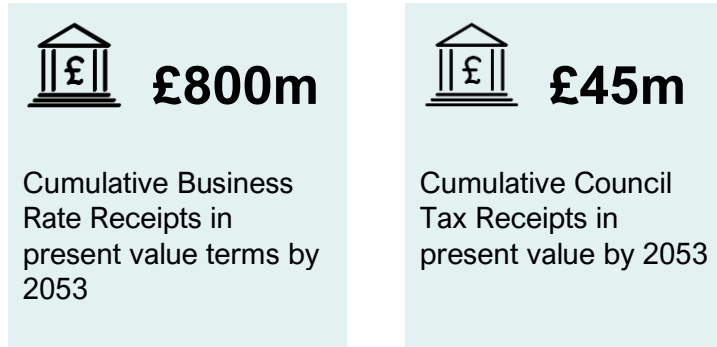 £ £800m
Cumulative Business
Rate Receipts in
present value terms by
2053
£ £45m
Cumulative Council
Tax Receipts in
present value by 2053